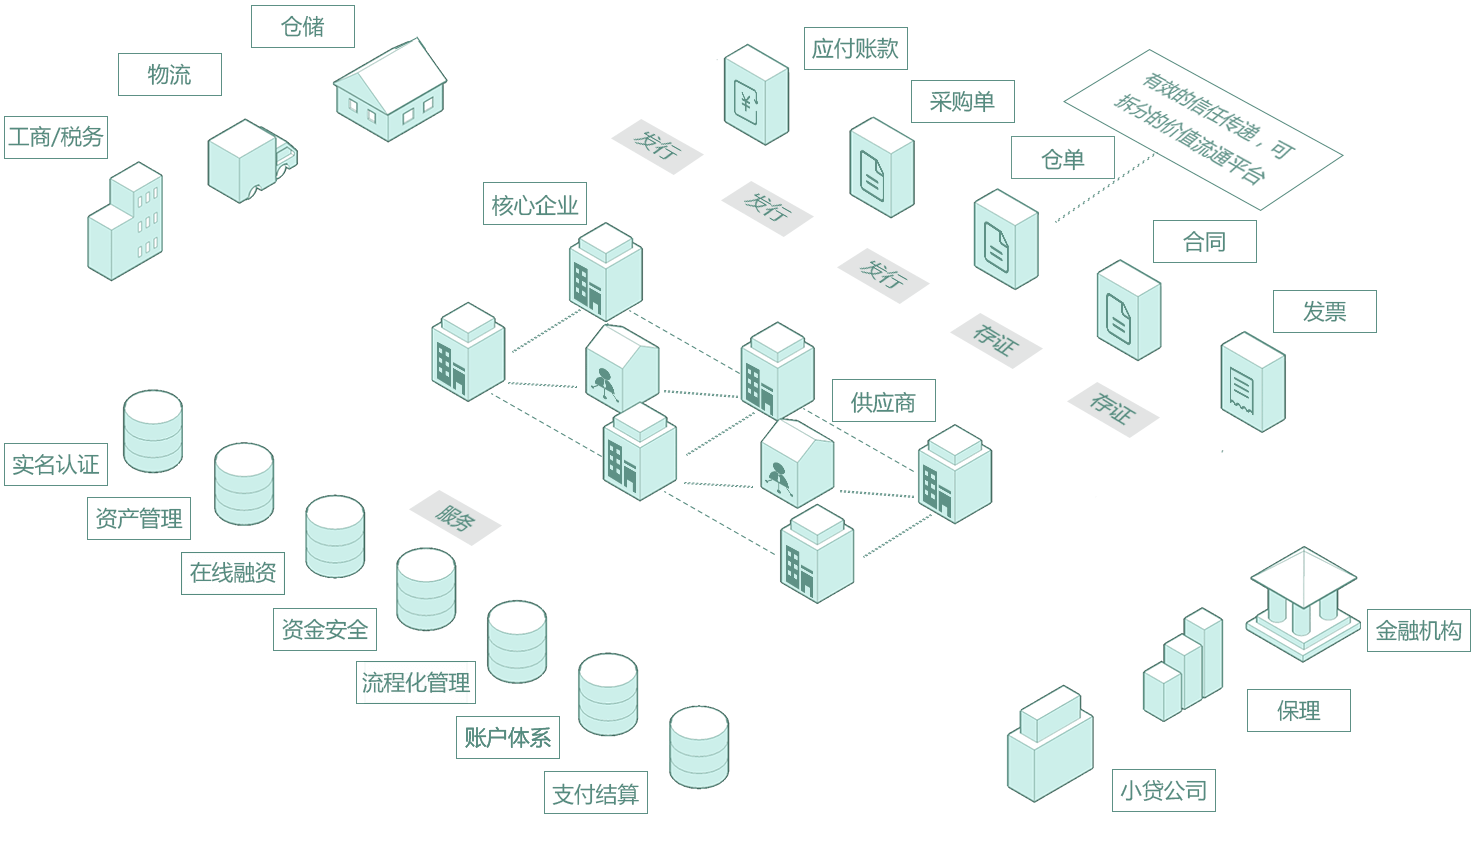 仓储
物流
工商/税务
应付账款
采购单
仓单
合同
发票
有效的信任传递，可
拆分的价值流通平台
发行
发行
发行
存证
存证
核心企业
供应商
¥
服务
实名认证
资产管理
在线融资
资金安全
流程化管理
账户体系
支付结算
金融机构
保理
小贷公司